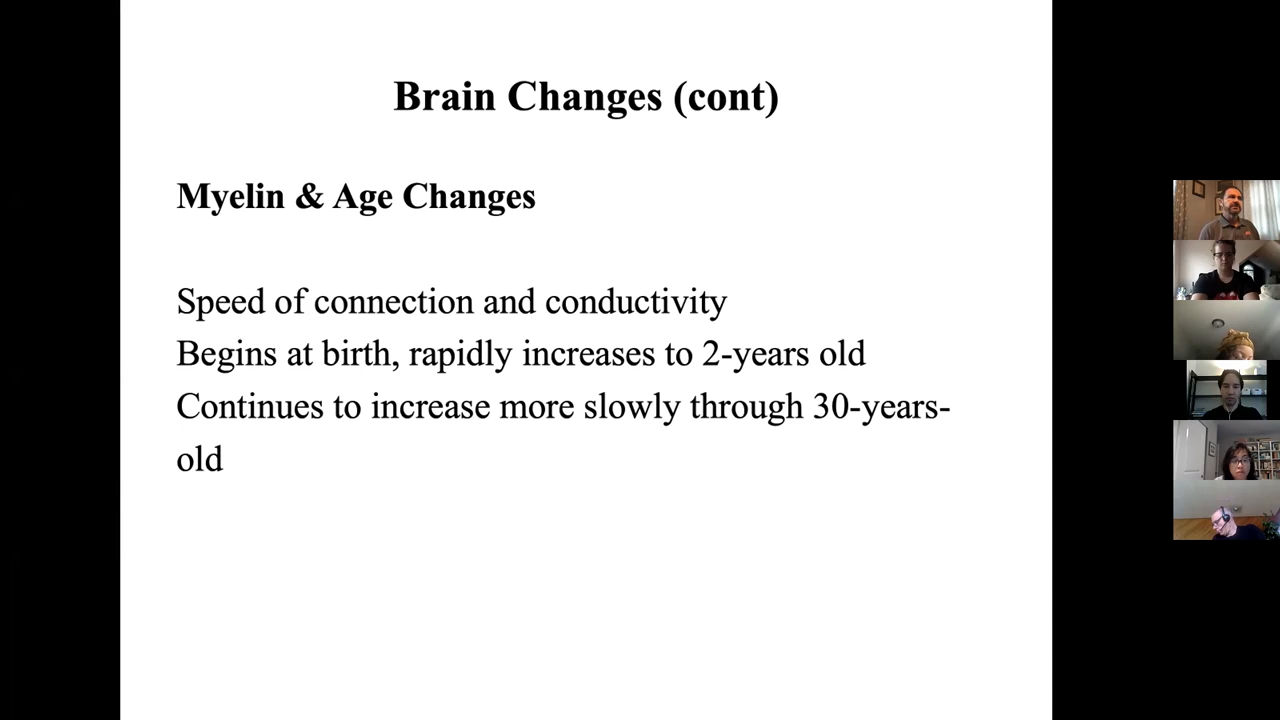 Brain Changes (cont)
Myelin & Age Changes
Speed of connection and conductivity
Begins at birth, rapidly increases to 2-years old
Continues to increase more slowly through 30-years-
old